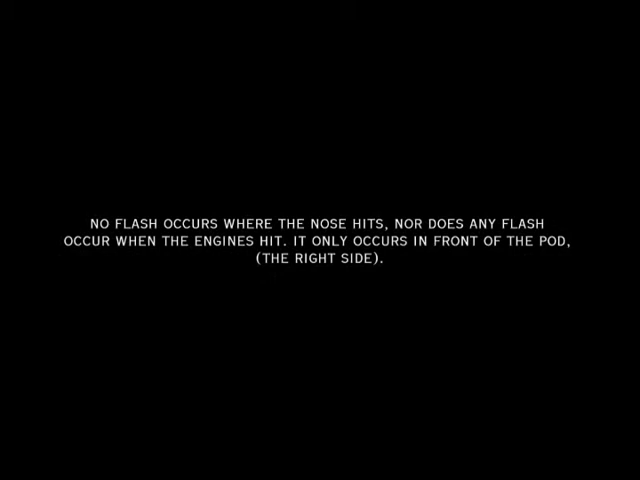 NO FLASH OCCURS WHERE THE NOSE HITS, NOR DOES ANY FLASH
OCCUR WHEN THE ENGINES HIT. IT ONLY OCCURS IN FRONT OF THE POD,
(THE RIGHT SIDE).